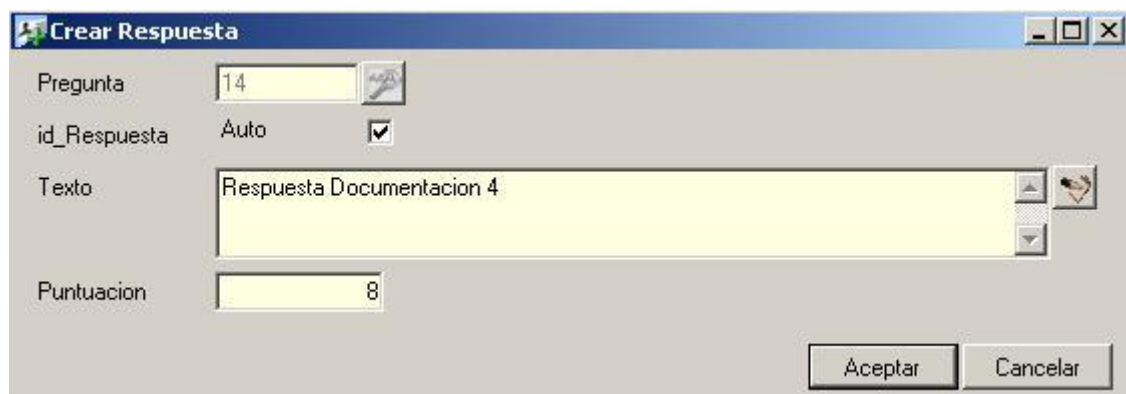 Crear Respuesta
Pregunta 14
id_Respuesta Auto
Texto Respuesta Documentacion 4
Puntuacion 8
Aceptar Cancelar